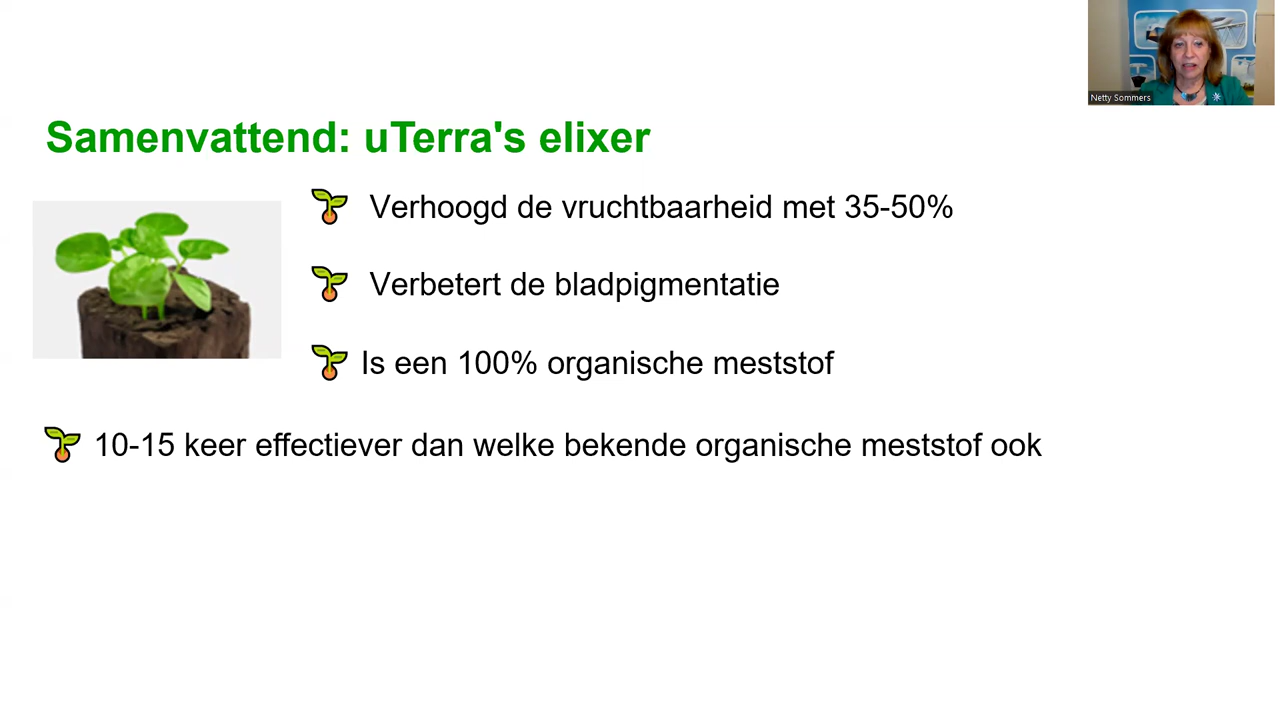 Netty Sommers
Samenvattend: uTerra's elixer
Verhoogd de vruchtbaarheid met 35-50%
Verbetert de bladpigmentatie
Is een 100% organische meststof
10-15 keer effectiever dan welke bekende organische meststof ook